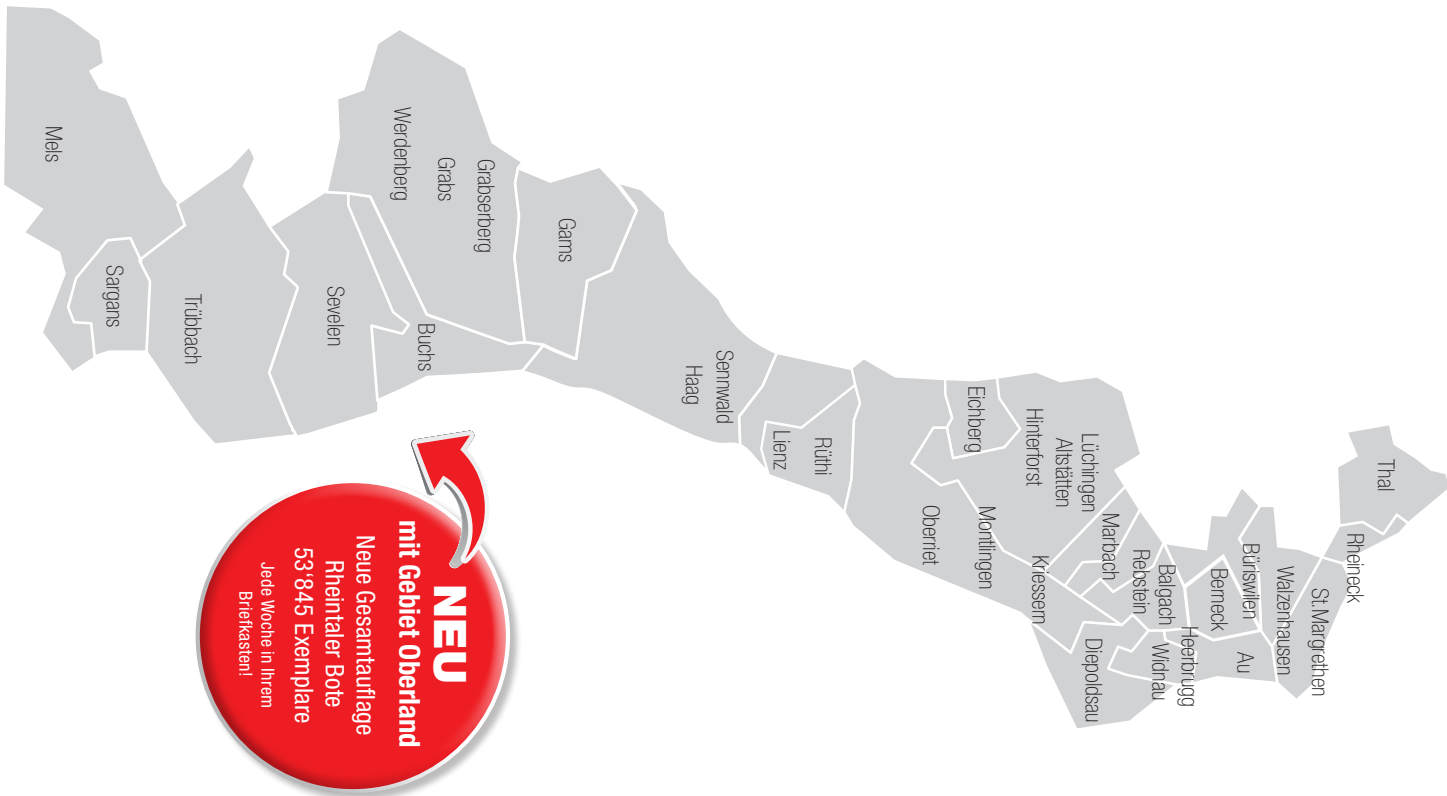 Thal
Rheineck
St.Margrethen
Walzenhausen
Büriswilen
Au
Berneck
Heerbrugg
Balgach
Widnau
Rebstein
Marbach
Diepoldsau
Lüchingen
Altstätten
Hinterforst
Kriessern
Eichberg
Montlingen
Oberriet
Rüthi
Lienz
Sennwald
Haag
Gams
Grabserberg
Grabs
Werdenberg
Buchs
Sevelen
Trübbach
Sargans
Mels
NEU
mit Gebiet Oberland
Neue Gesamtauflage
Rheintaler Bote
53‘845 Exemplare
Jede Woche in Ihrem
Briefkasten!